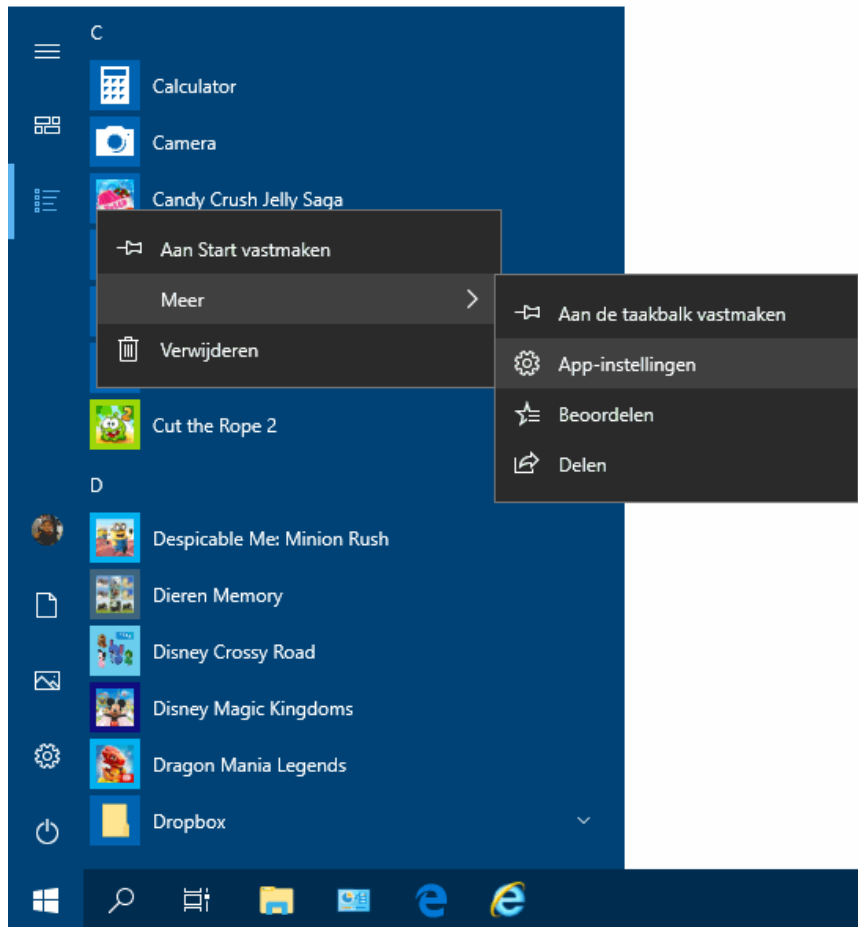 C
Calculator
Camera
Candy Crush Jelly Saga
Aan Start vastmaken
Meer
Verwijderen
Aan de taakbalk vastmaken
App-instellingen
Beoordelen
Delen
Cut the Rope 2
D
Despicable Me: Minion Rush
Dieren Memory
Disney Crossy Road
Disney Magic Kingdoms
Dragon Mania Legends
Dropbox